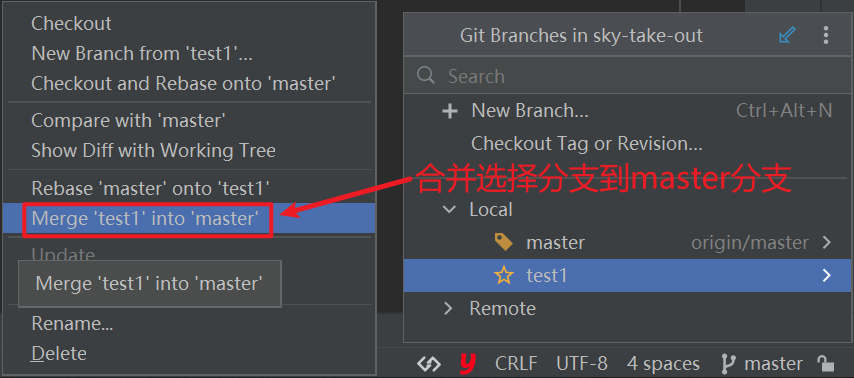 Checkout
New Branch from 'test1'...
Checkout and Rebase onto 'master'
Compare with 'master'
Show Diff with Working Tree
Rebase 'master' onto 'test1'
Merge 'test1' into 'master'
Update
Merge 'test1' into 'master'
Rename...
Delete
Git Branches in sky-take-out
Search
New Branch... Ctrl+Alt+N
Checkout Tag or Revision...
合并选择分支到master分支
Local
master origin/master
test1
Remote
y CRLF UTF-8 4 spaces master